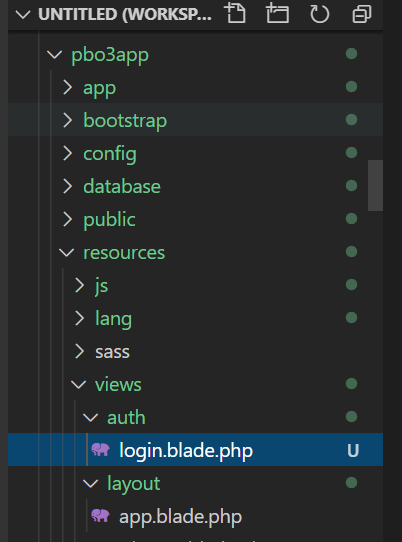 UNTITLED (WORKSP...
pbo3app
app
bootstrap
config
database
public
resources
js
lang
sass
views
auth
login.blade.php U
layout
app.blade.php